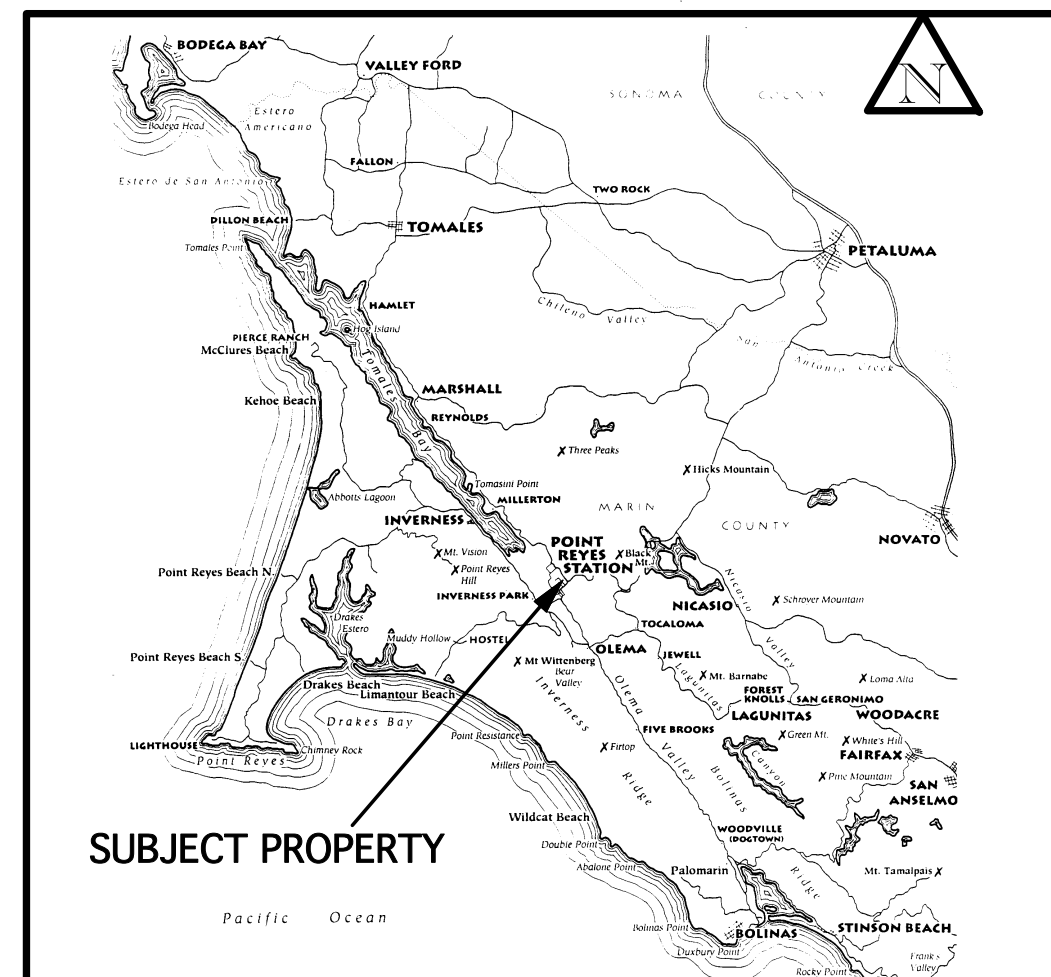 BODEGA BAY
VALLEY FORD
N
SONOMA COUNTY
Estero
Americano
Bodega Head
FALLON
Estero de San Antonio
TWO ROCK
DILLON BEACH
TOMALES
Tomales Point
PETALUMA
HAMLET
Chileno Valley
Hog Island
PIERCE RANCH
McClures Beach
San Antonio Creek
Tomales Bay
MARSHALL
Kehoe Beach
REYNOLDS
Three Peaks
Hicks Mountain
Tomasini Point
Abbotts Lagoon
MILLERTON
MARIN
COUNTY
INVERNESS
NOVATO
POINT
REYES
STATION
Black
Mt.
Mt. Vision
Point Reyes
Hill
Point Reyes Beach N.
INVERNESS PARK
Nicasio
Valley
Schrover Mountain
NICASIO
Drakes
Estero
TOCALOMA
Muddy Hollow
HOSTEL
OLEMA
JEWELL
Point Reyes Beach S.
Mt Wittenberg
Bear
Valley
Lagunitas
Mt. Barnabe
Loma Alta
Drakes Beach
Limantour Beach
FOREST
KNOLLS
SAN GERONIMO
Inverness
Ridge
Olema
Valley
LAGUNITAS
WOODACRE
Drakes Bay
FIVE BROOKS
Point Resistance
Green Mt.
White's Hill
LIGHTHOUSE
Chimney Rock
Firtop
FAIRFAX
Point Reyes
Millers Point
Bolinas
Ridge
Canyon
Pine Mountain
SAN
ANSELMO
Wildcat Beach
WOODVILLE
(DOGTOWN)
SUBJECT PROPERTY
Double Point
Abalone Point
Palomarin
Mt. Tamalpais
Pacific Ocean
Bolinas Point
BOLINAS
STINSON BEACH
Duxbury Point
Frank's
Valley
Rocky Point